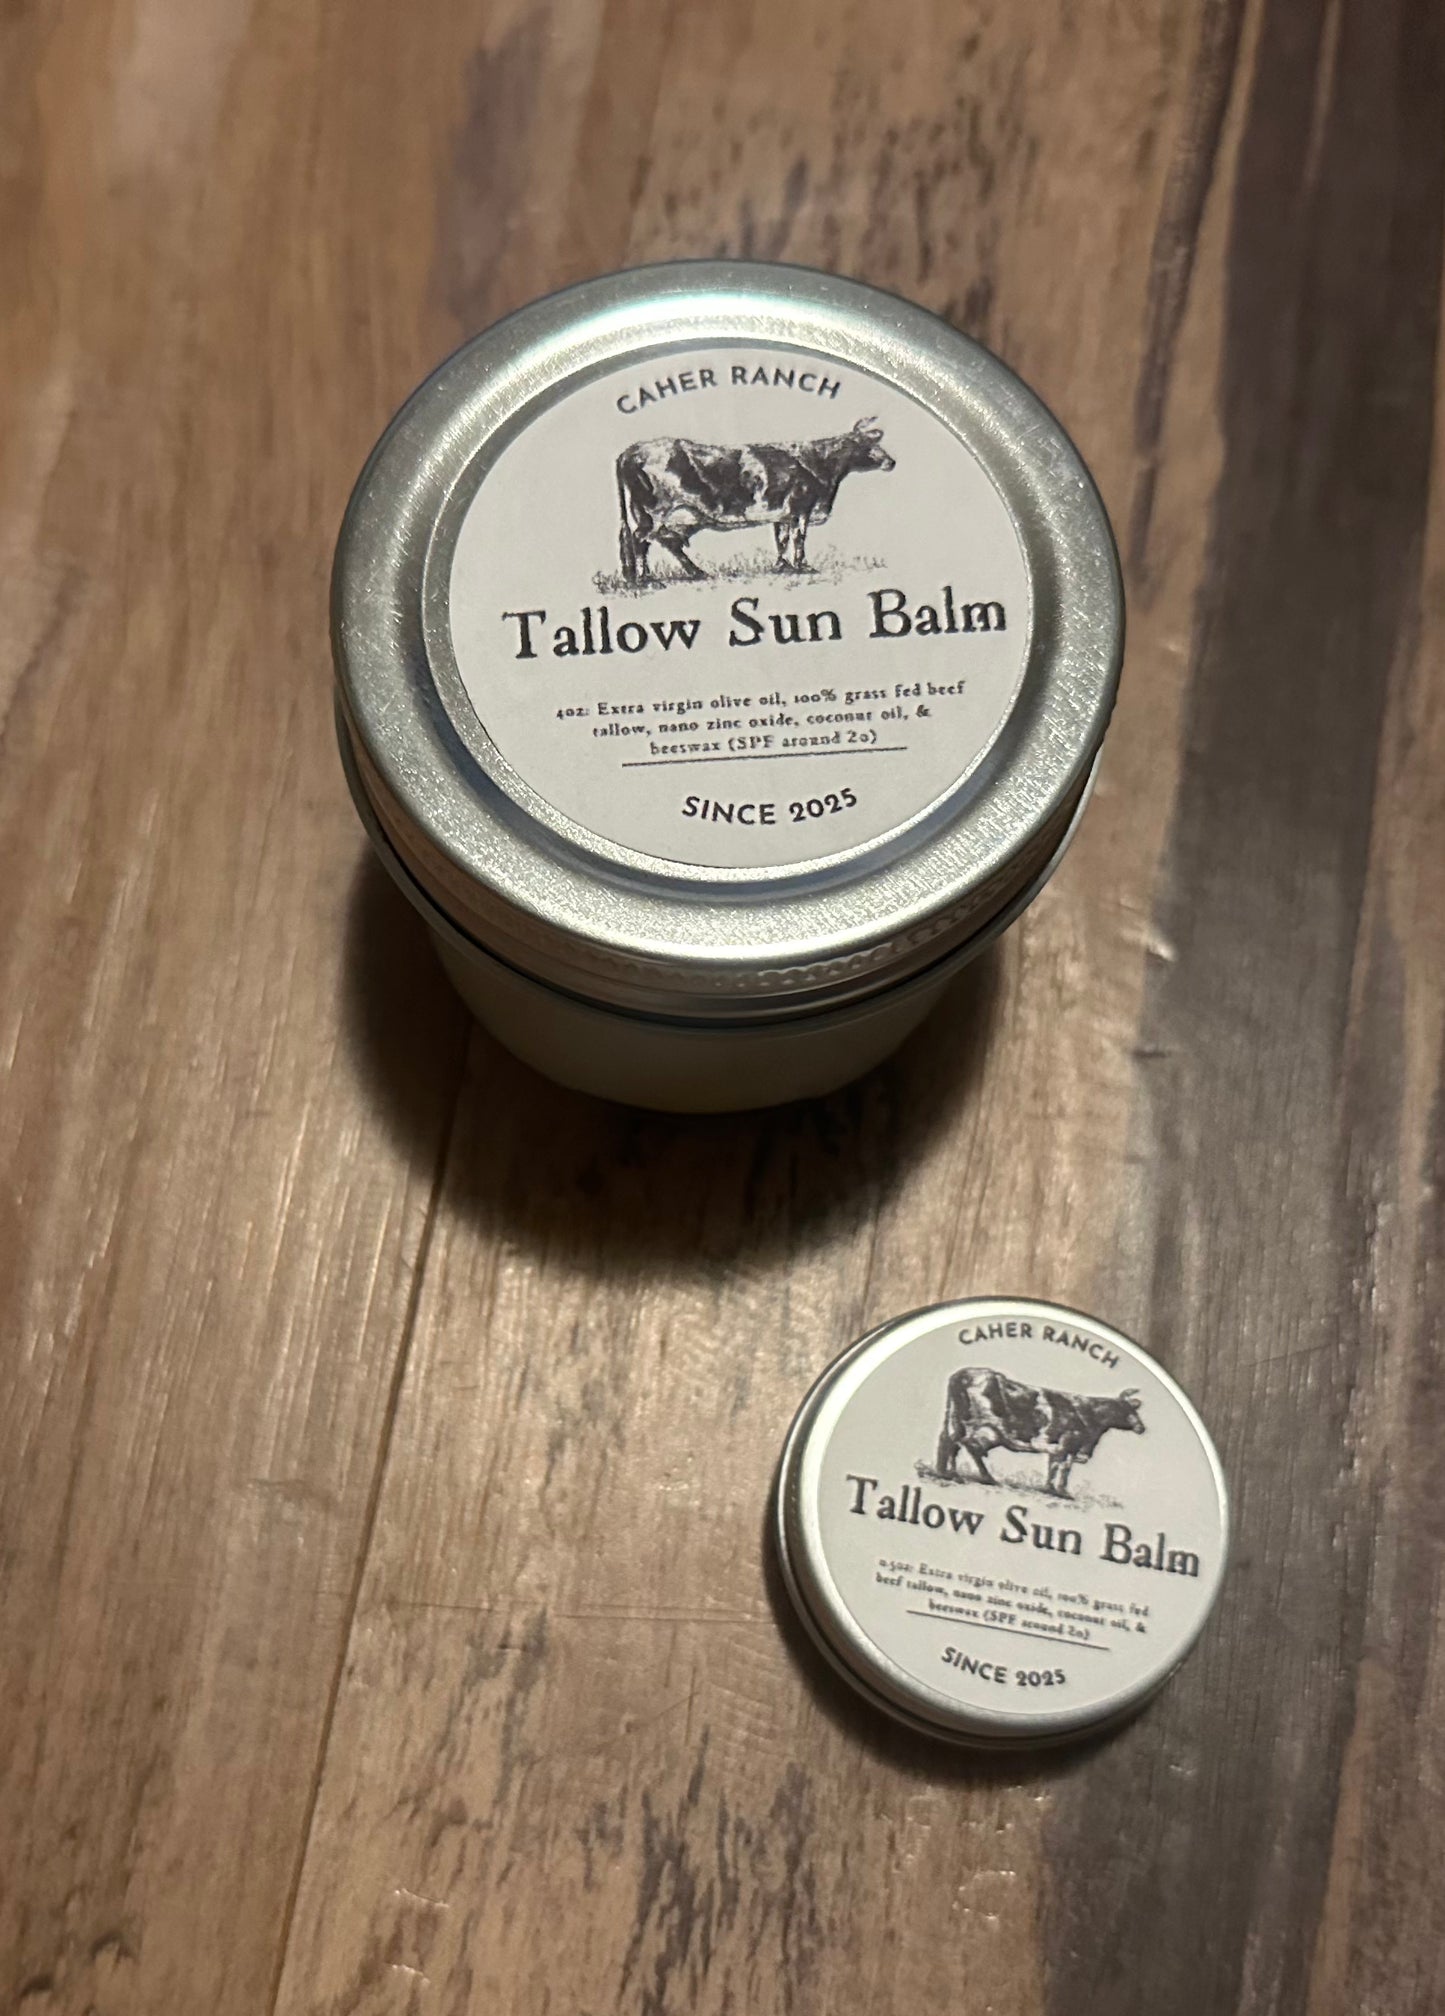 CAHER RANCH
Tallow Sun Balm
4oz: Extra virgin olive oil, 100% grass fed beef
tallow, nano zinc oxide, coconut oil, &
beeswax (SPF around 20)
SINCE 2025
CAHER RANCH
Tallow Sun Balm
0.5oz: Extra virgin olive oil, 100% grass fed
beef tallow, nano zinc oxide, coconut oil, &
beeswax (SPF around 20)
SINCE 2025